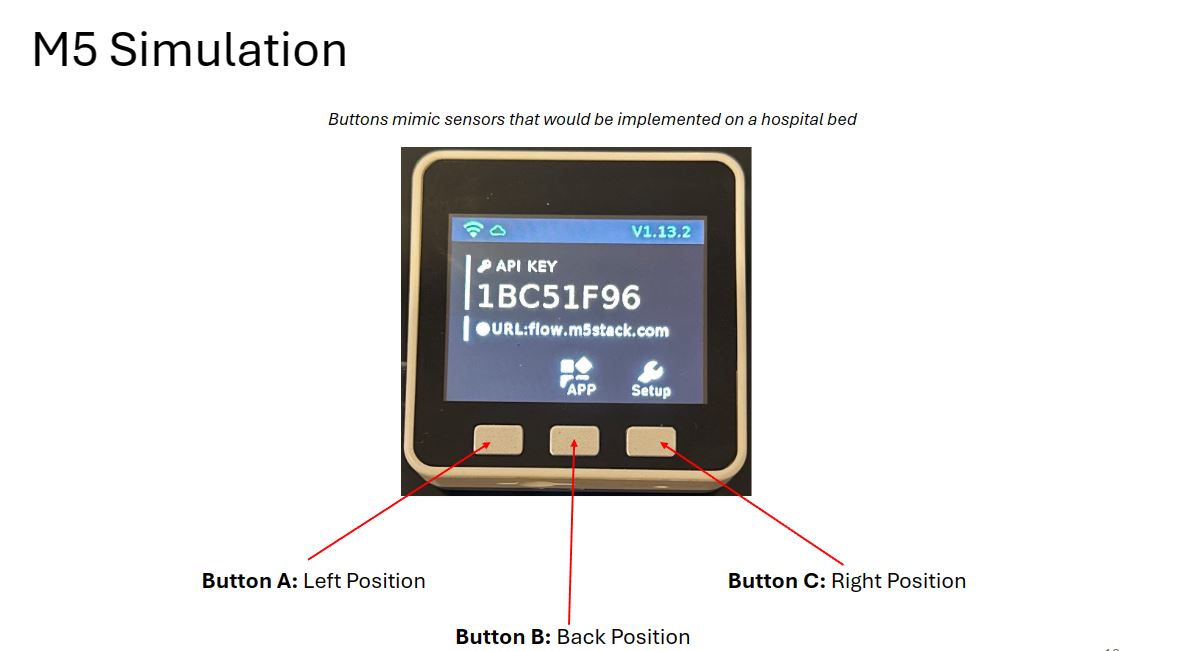 M5 Simulation
Buttons mimic sensors that would be implemented on a hospital bed
V1.13.2
API KEY
1BC51F96
URL:flow.m5stack.com
APP
Setup
Button A: Left Position
Button C: Right Position
Button B: Back Position